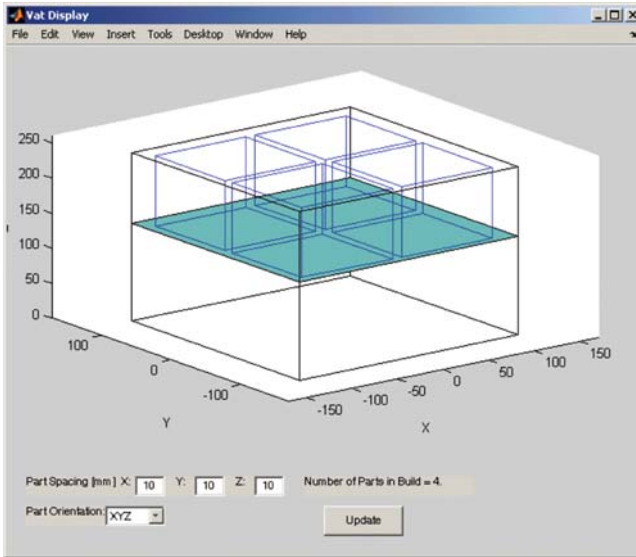 Vat Display
File Edit View Insert Tools Desktop Window Help
250
200
150
100
50
0
100
0
-100
Y
-150
-100
-50
0
50
100
150
X
Part Spacing [mm] X: 10 Y: 10 Z: 10 Number of Parts in Build = 4.
Part Orientation: XYZ Update